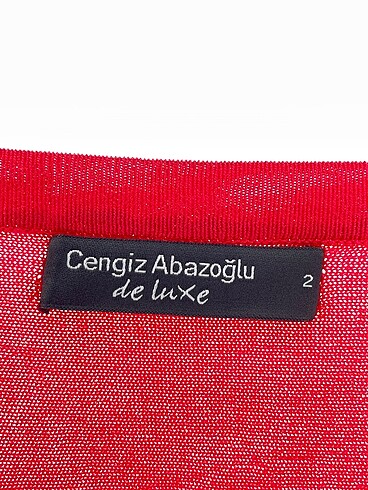 Cengiz Abazoğlu
de luxe
2